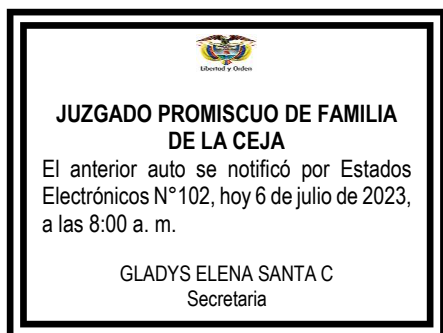 Libertad y Orden
JUZGADO PROMISCUO DE FAMILIA
DE LA CEJA
El anterior auto se notificó por Estados
Electrónicos N°102, hoy 6 de julio de 2023,
a las 8:00 a. m.
GLADYS ELENA SANTA C
Secretaria